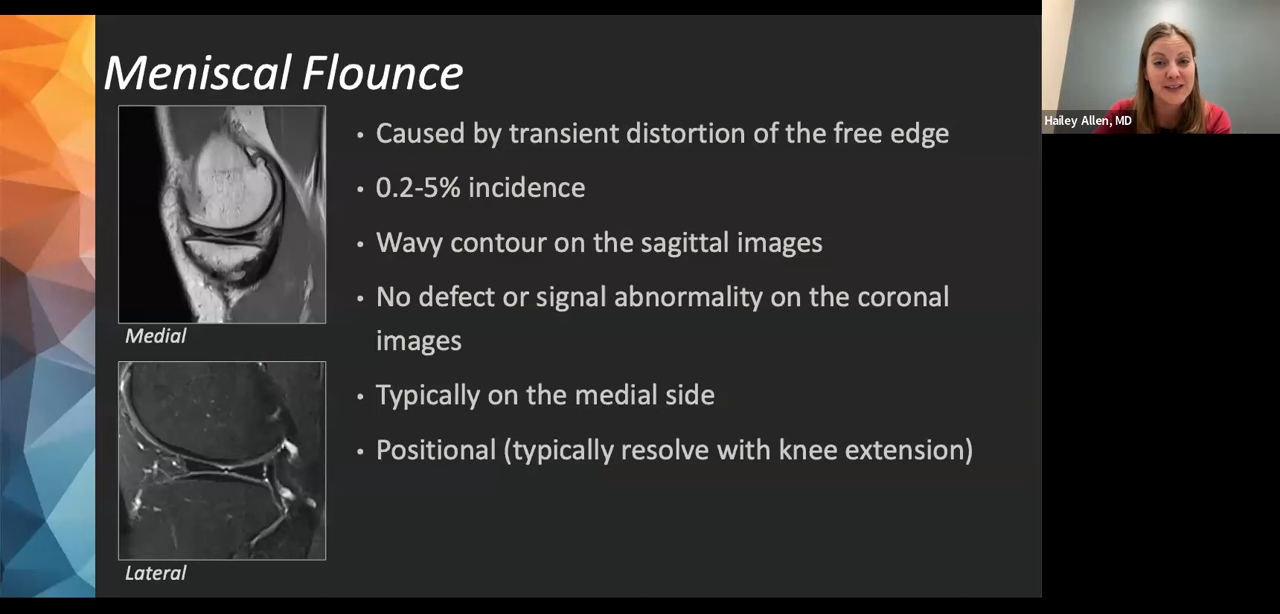 Meniscal Flounce
Medial
Lateral
• Caused by transient distortion of the free edge
• 0.2-5% incidence
• Wavy contour on the sagittal images
• No defect or signal abnormality on the coronal
images
• Typically on the medial side
• Positional (typically resolve with knee extension)
Hailey Allen, MD